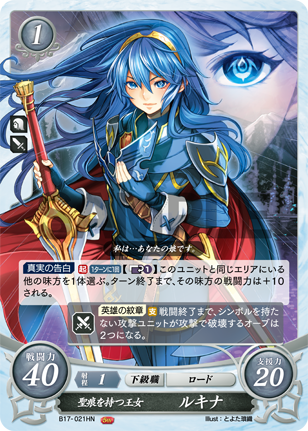 1
私は…あなたの娘です。
真実の告白 起 1ターンに1回 [1] このユニットと同じエリアにいる
他の味方を1体選ぶ。ターン終了まで、その味方の戦闘力は+10
される。
英雄の紋章 支 戦闘終了まで、シンボルを持た
ない攻撃ユニットが攻撃で破壊するオーブは
2つになる。
戦闘力
40
射程 1 下級職 ロード
支援力
20
聖痕を持つ王女 ルキナ
B17-021HN
Illust:とよた瑣織